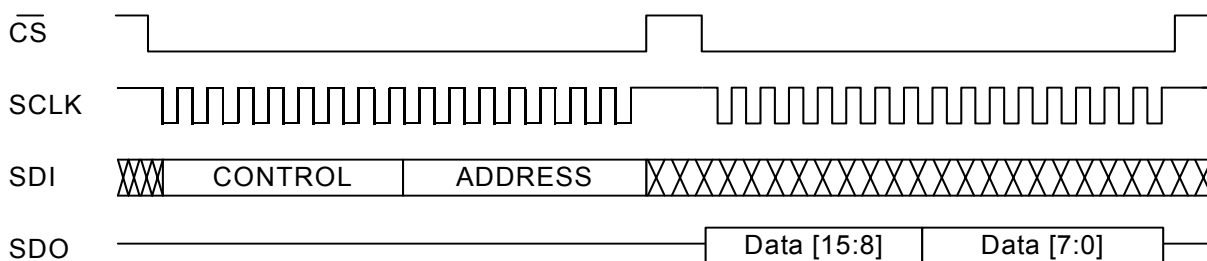 CS
SCLK
SDI CONTROL ADDRESS
SDO Data [15:8] Data [7:0]